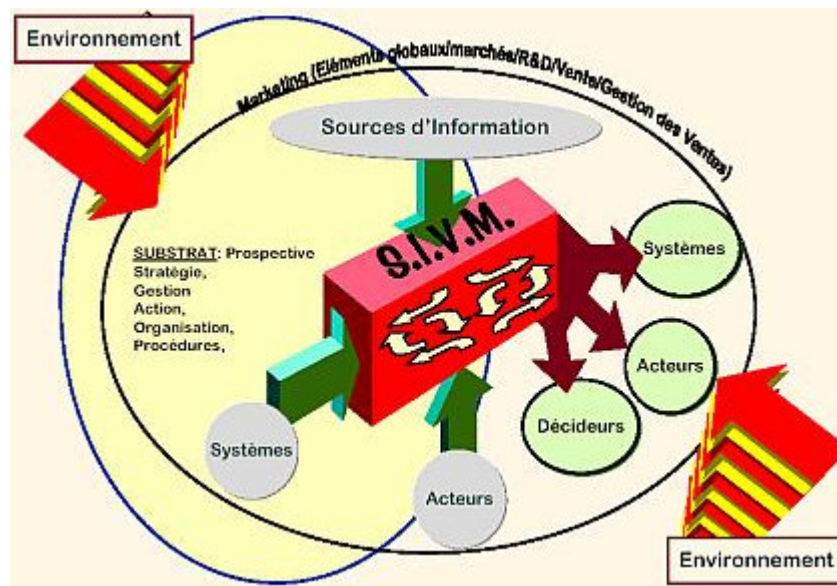 Environnement
Marketing (Eléments globaux/marchés/R&D/Vente/Gestion des Ventes)
Sources d'Information
S.I.V.M.
SUBSTRAT: Prospective
Stratégie,
Gestion
Action,
Organisation,
Procédures,
Systèmes
Acteurs
Décideurs
Systèmes
Acteurs
Environnement